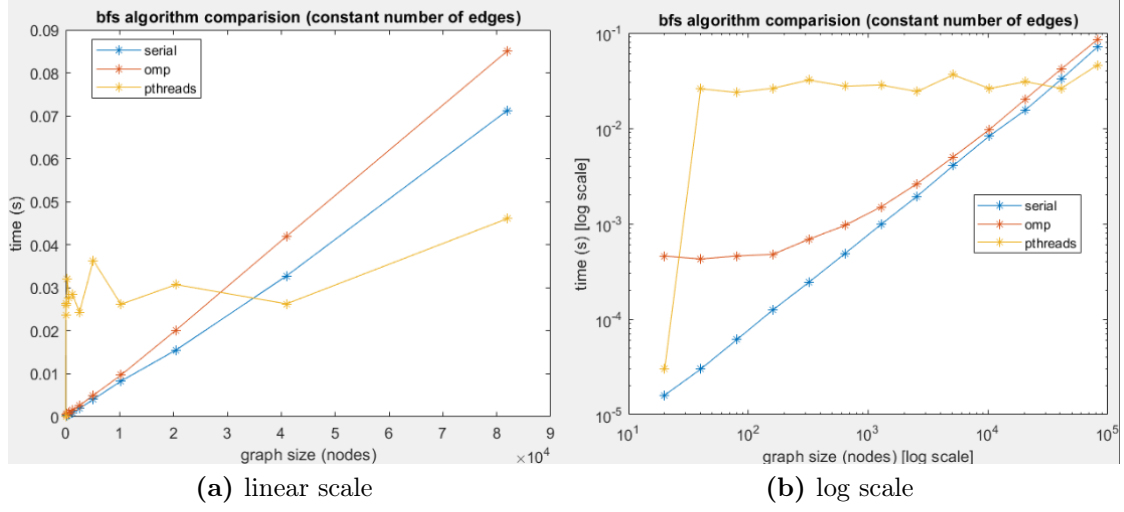 bfs algorithm comparision (constant number of edges)
0.09
0.08
0.07
0.06
0.05
0.04
0.03
0.02
0.01
0
time (s)
serial
omp
pthreads
0 1 2 3 4 5 6 7 8 9
graph size (nodes)
×10^4
(a) linear scale
bfs algorithm comparision (constant number of edges)
10^-1
10^-2
10^-3
10^-4
10^-5
time (s) [log scale]
serial
omp
pthreads
10^1 10^2 10^3 10^4 10^5
graph size (nodes) [log scale]
(b) log scale